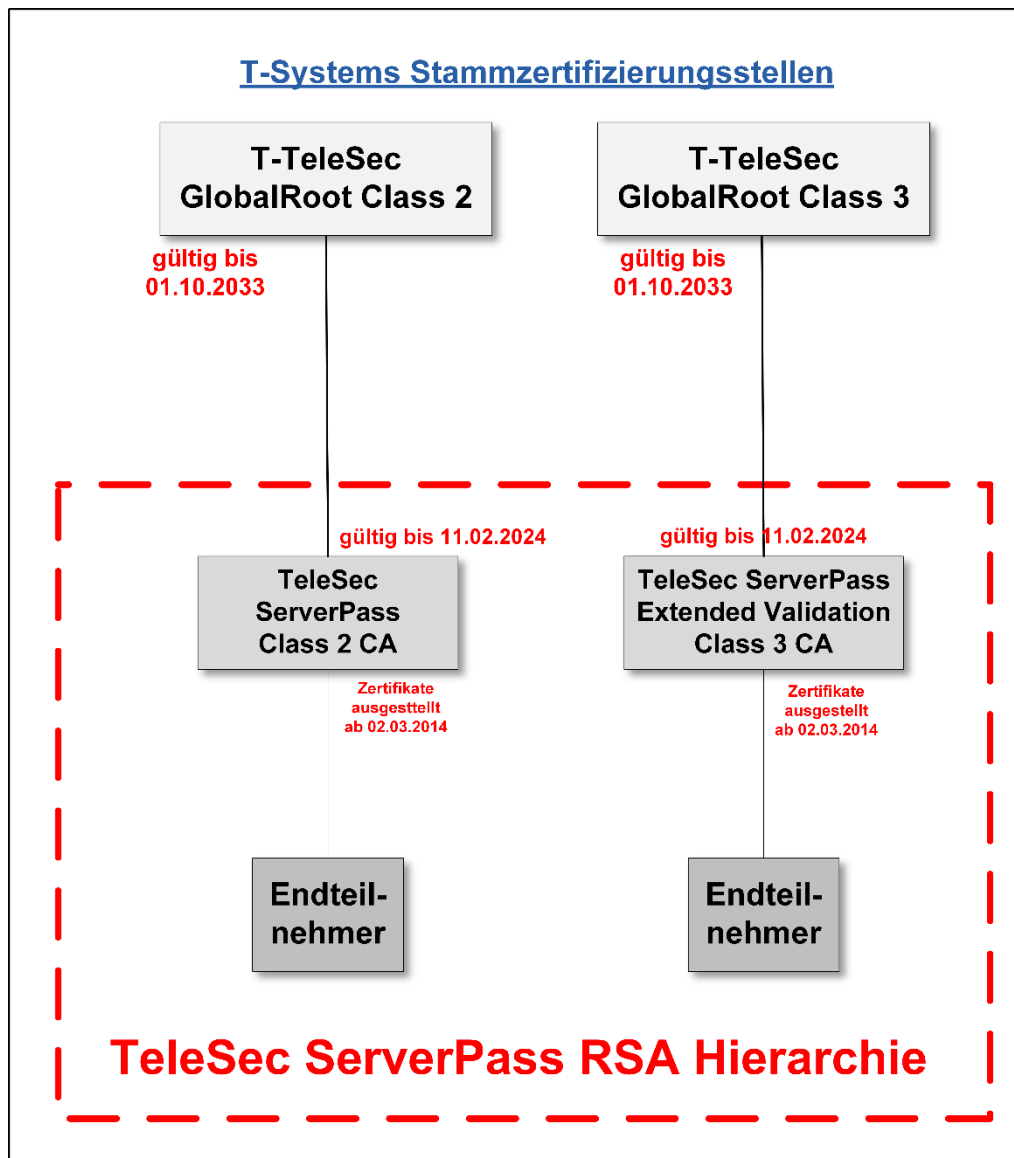 T-Systems Stammzertifizierungsstellen
T-TeleSec
GlobalRoot Class 2
T-TeleSec
GlobalRoot Class 3
gültig bis
01.10.2033
gültig bis
01.10.2033
gültig bis 11.02.2024
gültig bis 11.02.2024
TeleSec
ServerPass
Class 2 CA
TeleSec ServerPass
Extended Validation
Class 3 CA
Zertifikate
ausgesttellt
ab 02.03.2014
Zertifikate
ausgestellt
ab 02.03.2014
Endteil-
nehmer
Endteil-
nehmer
TeleSec ServerPass RSA Hierarchie